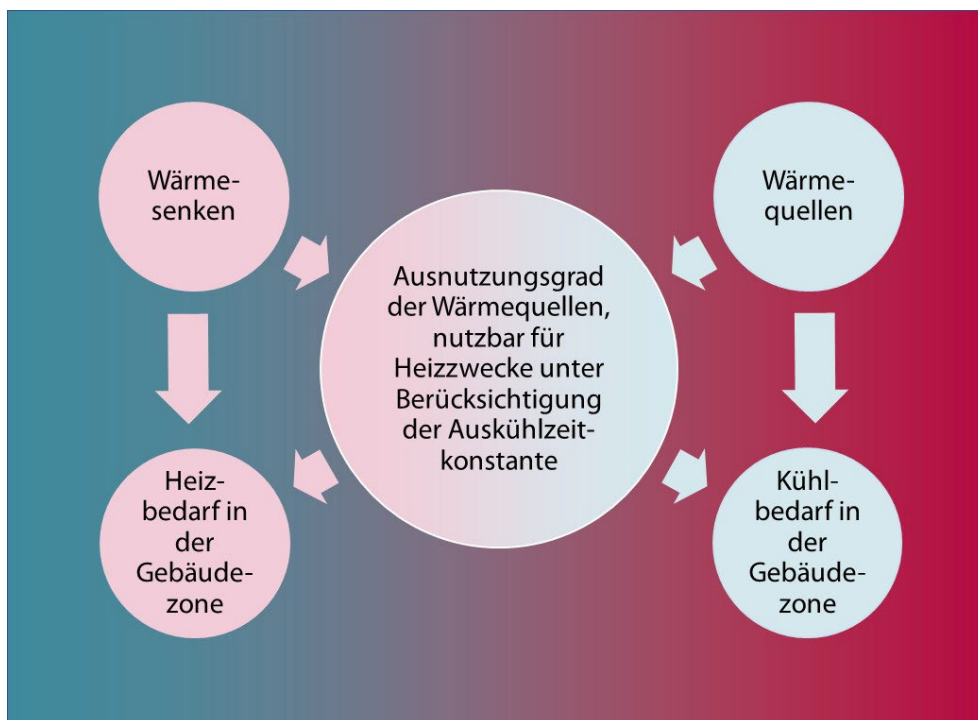 Wärme-
senken
Wärme-
quellen
Ausnutzungsgrad
der Wärmequellen,
nutzbar für
Heizzwecke unter
Berücksichtigung
der Auskühlzeit-
konstante
Heiz-
bedarf in
der
Gebäude-
zone
Kühl-
bedarf in
der
Gebäude-
zone